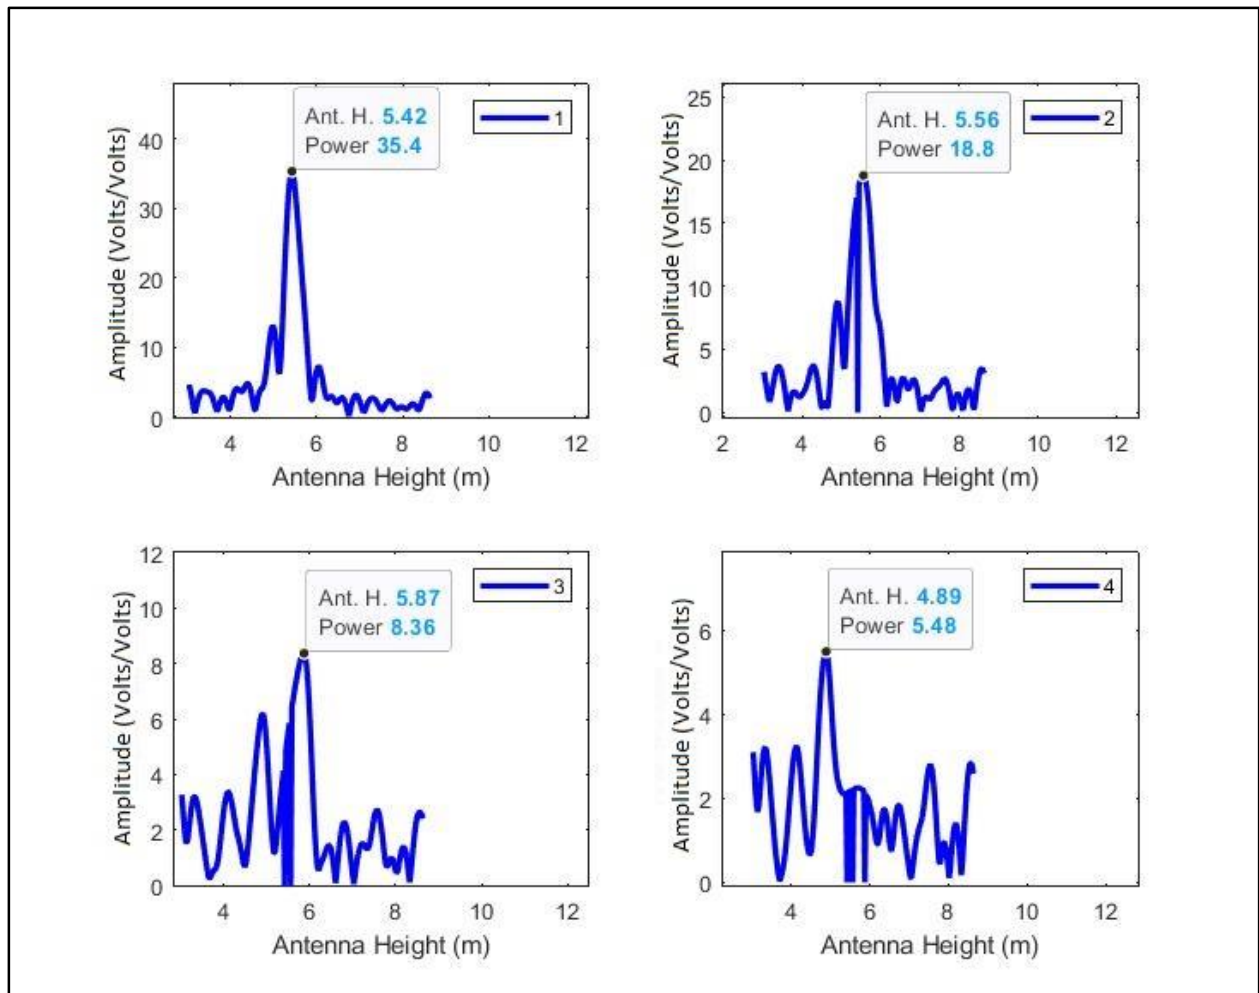 Ant. H. 5.42
Power 35.4
1
Amplitude (Volts/Volts)
40
30
20
10
0
4 6 8 10 12
Antenna Height (m)
Ant. H. 5.56
Power 18.8
2
Amplitude (Volts/Volts)
25
20
15
10
5
0
2 4 6 8 10 12
Antenna Height (m)
Ant. H. 5.87
Power 8.36
3
Amplitude (Volts/Volts)
12
10
8
6
4
2
0
4 6 8 10 12
Antenna Height (m)
Ant. H. 4.89
Power 5.48
4
Amplitude (Volts/Volts)
6
4
2
0
4 6 8 10 12
Antenna Height (m)